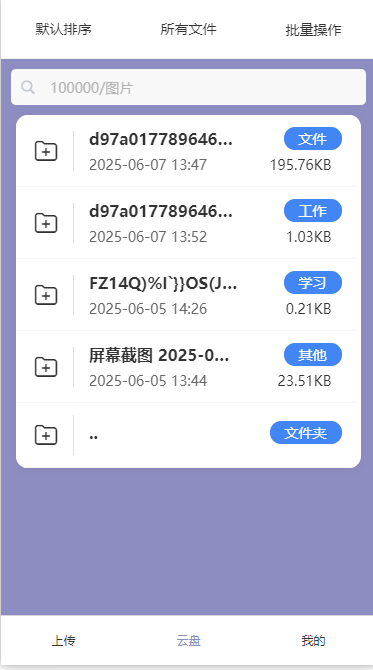 默认排序 所有文件 批量操作
100000/图片
d97a017789646... 文件
2025-06-07 13:47 195.76KB
d97a017789646... 工作
2025-06-07 13:52 1.03KB
FZ14Q)%I`}}OS(J... 学习
2025-06-05 14:26 0.21KB
屏幕截图 2025-0... 其他
2025-06-05 13:44 23.51KB
.. 文件夹
上传 云盘 我的